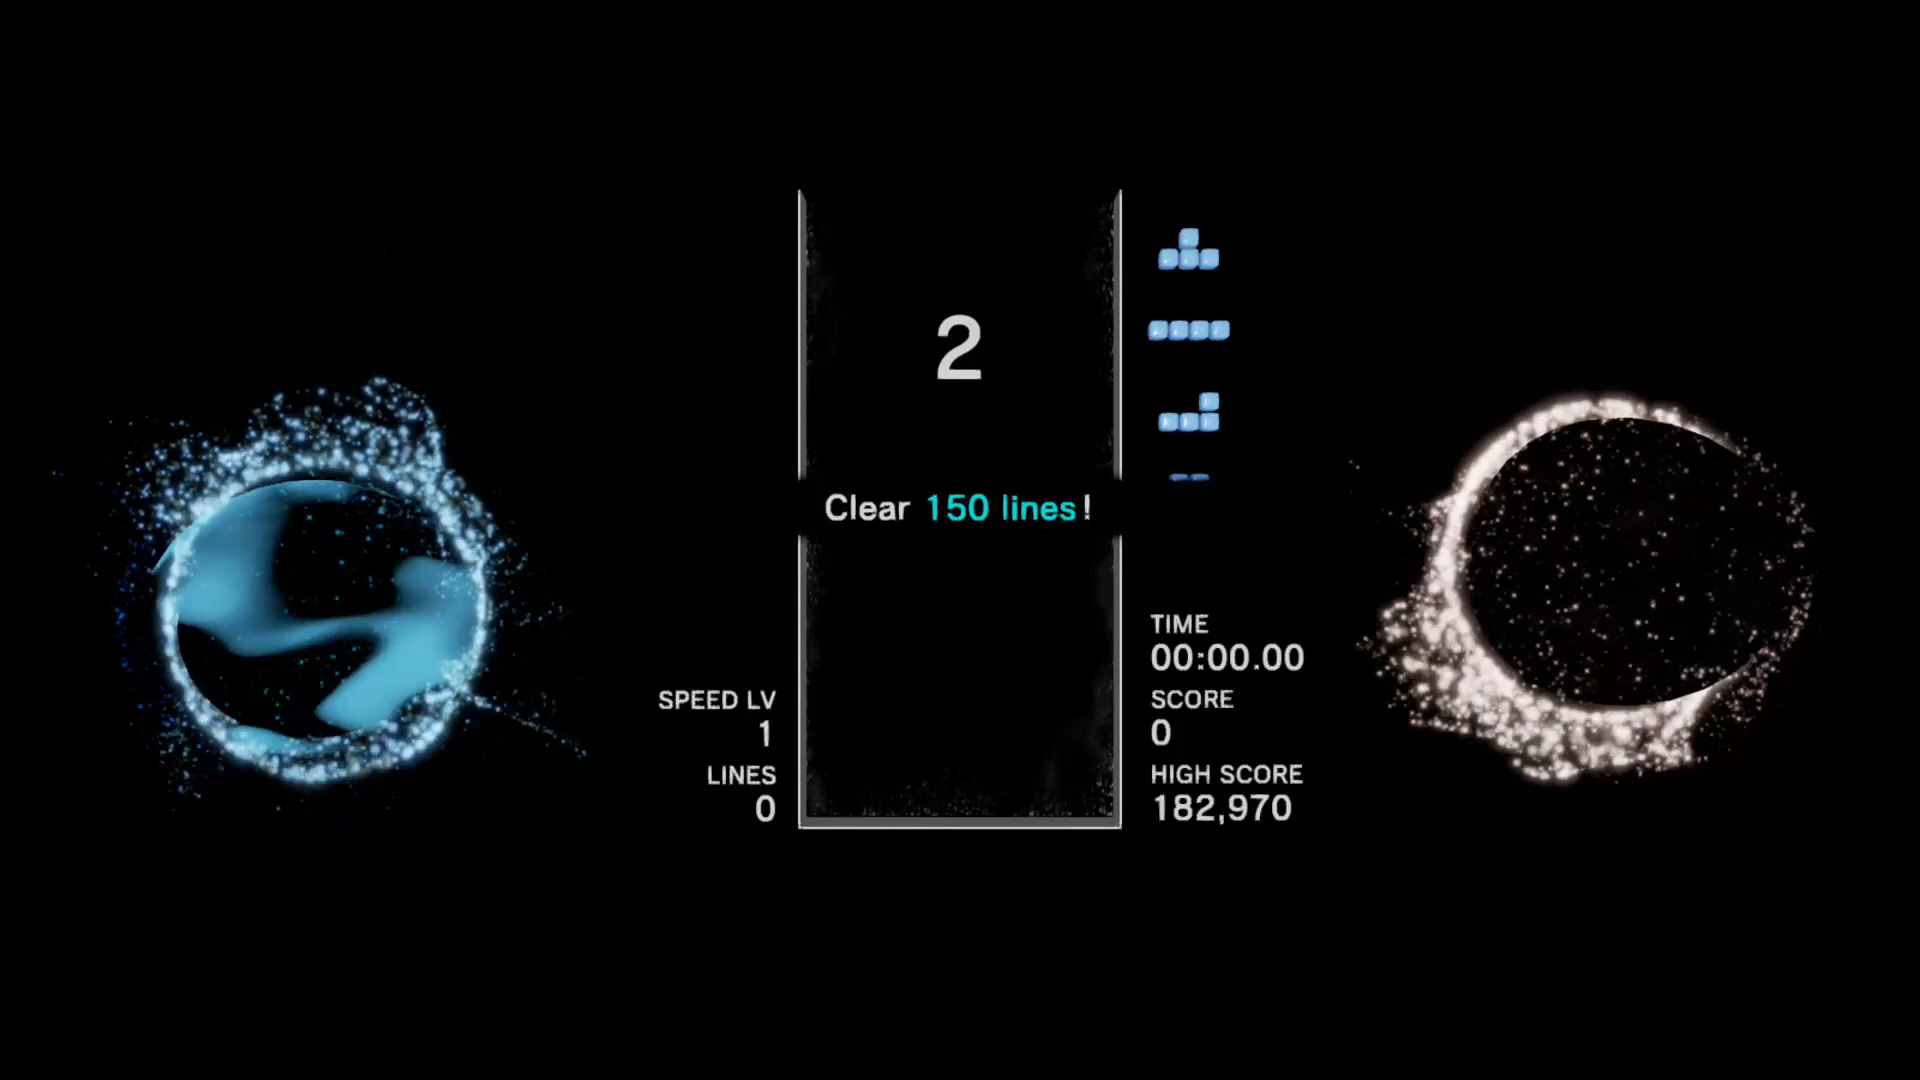 2
Clear 150 lines!
SPEED LV
1
LINES
0
TIME
00:00.00
SCORE
0
HIGH SCORE
182,970